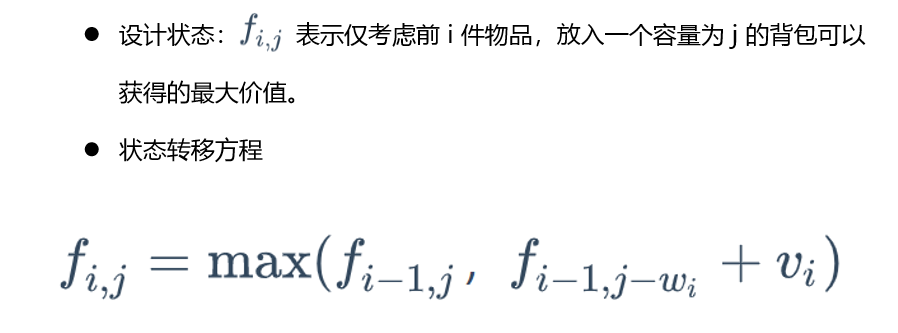 ● 设计状态：f_{i,j} 表示仅考虑前 i 件物品，放入一个容量为 j 的背包可以
获得的最大价值。
● 状态转移方程
f_{i,j} = max(f_{i−1,j}，f_{i−1,j−w_i} + v_i)